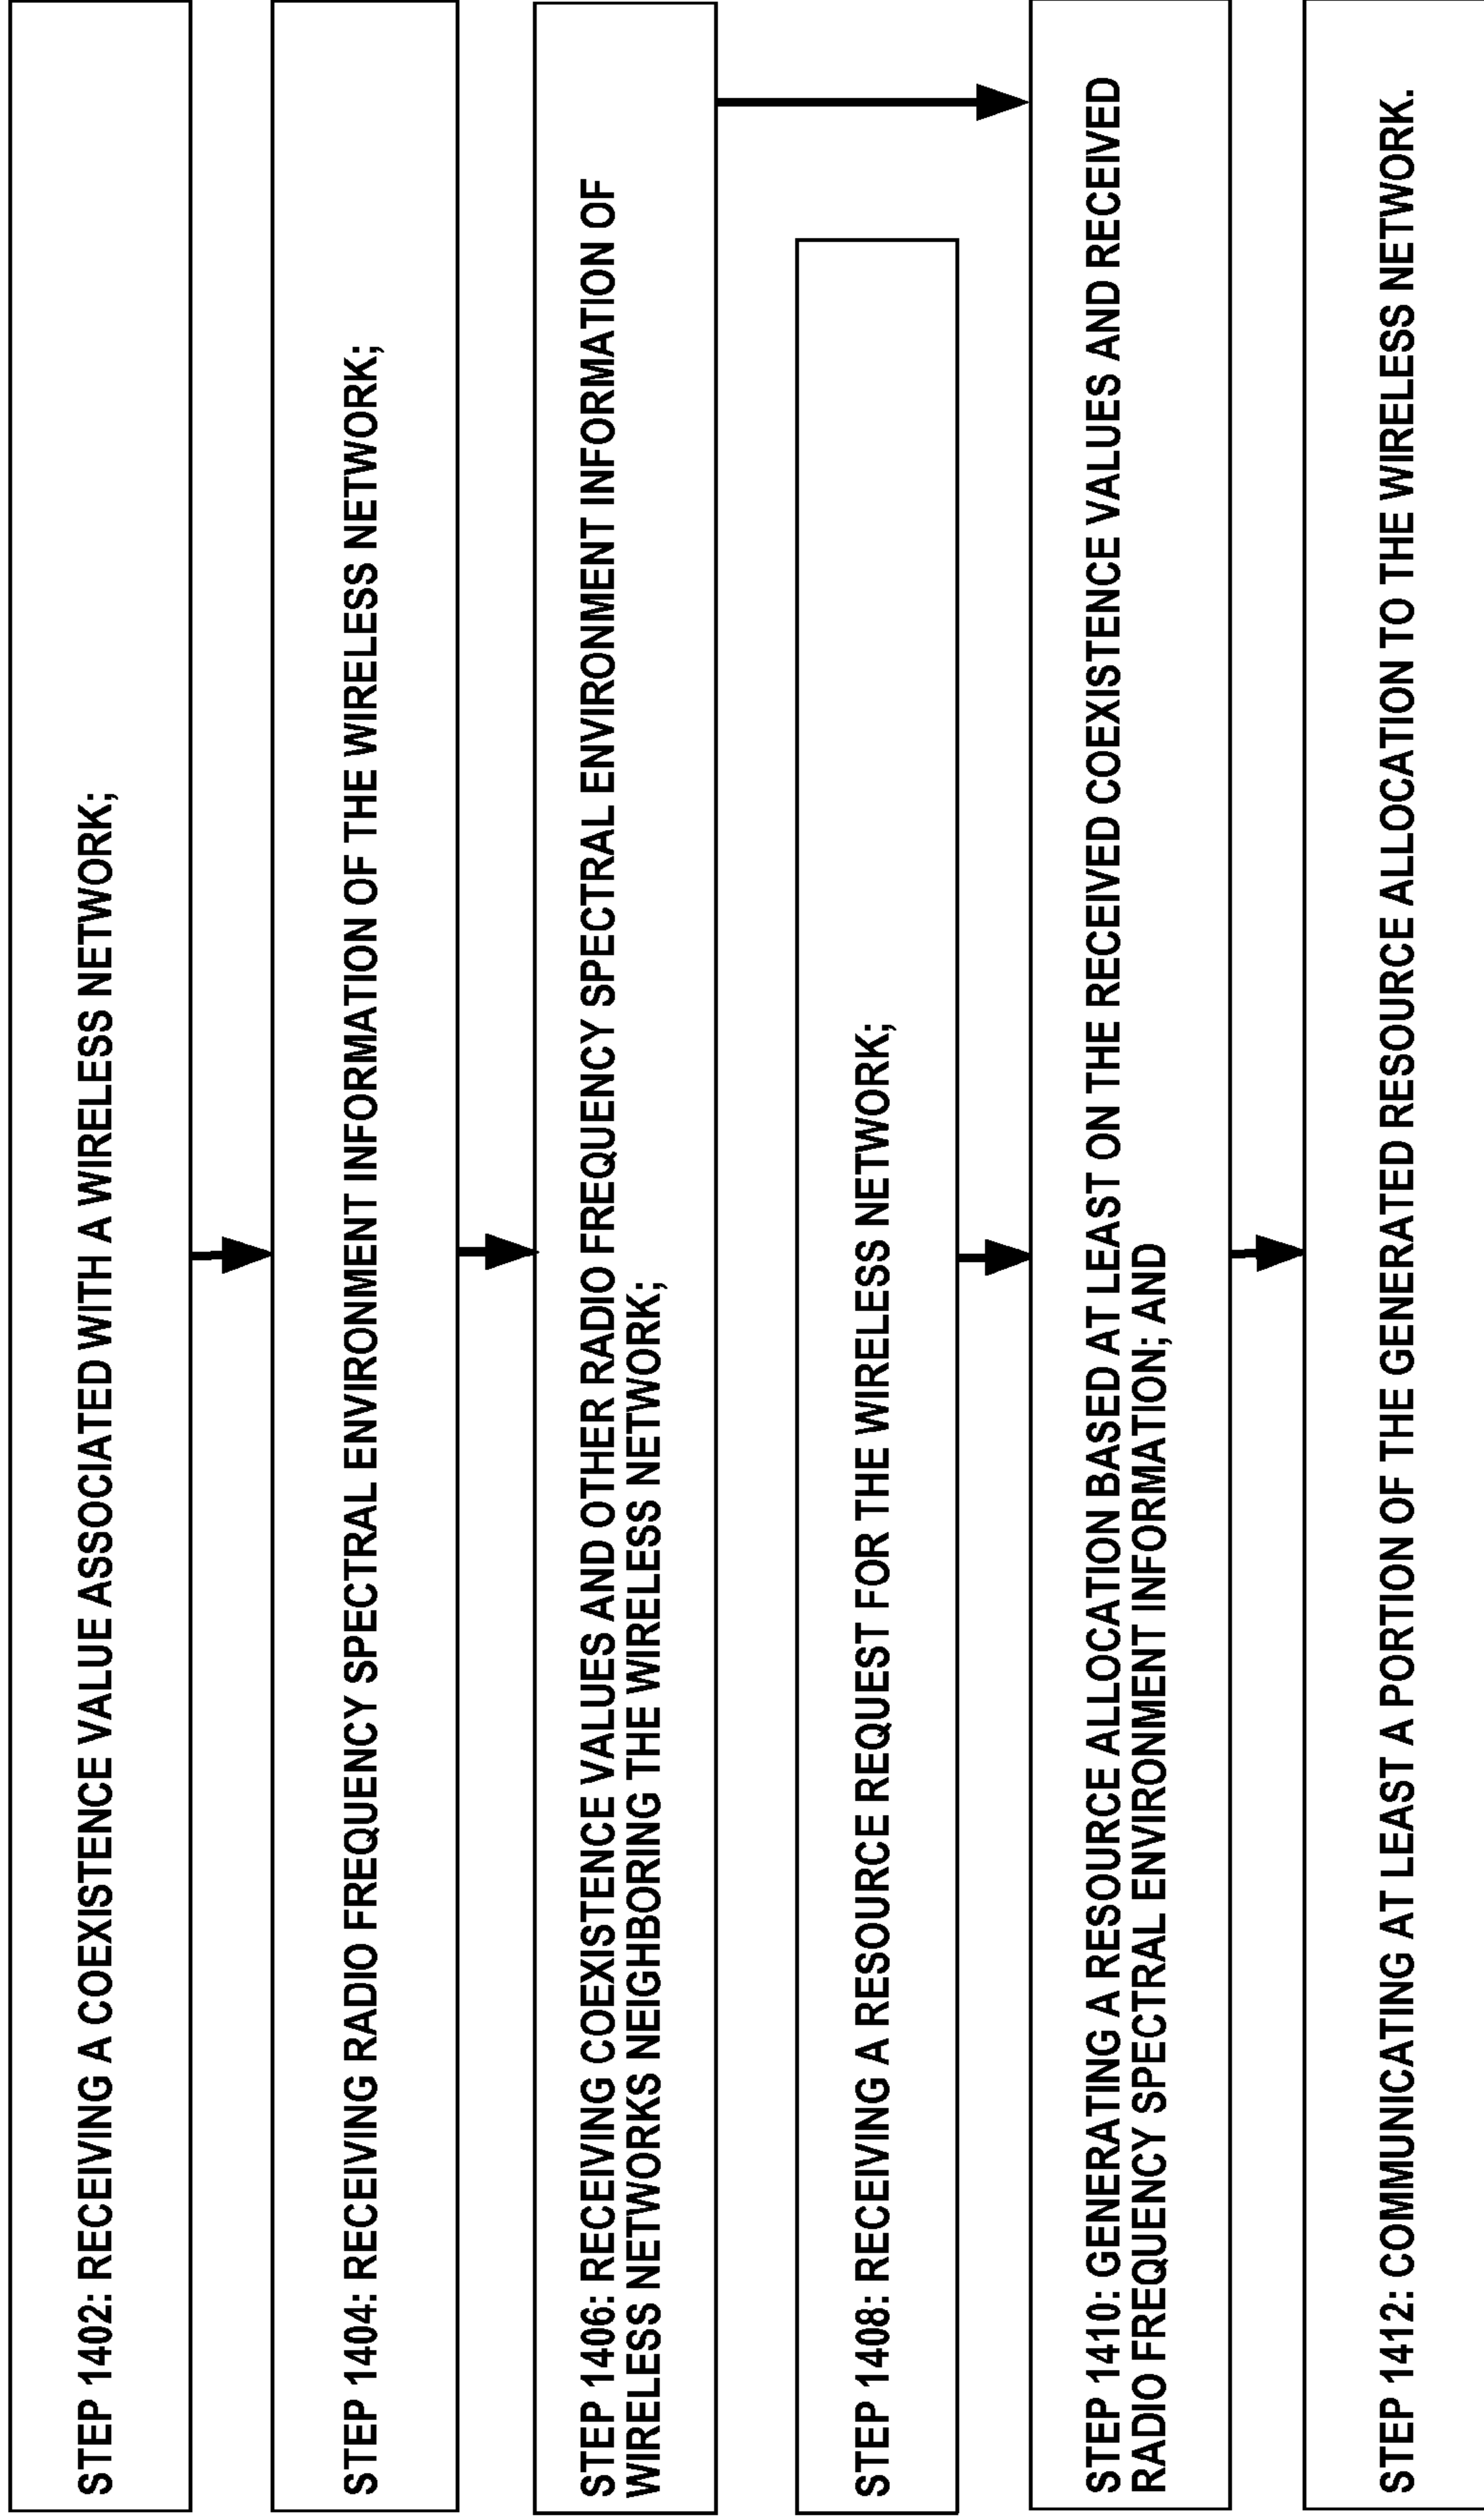 STEP 1402: RECEIVING A COEXISTENCE VALUE ASSOCIATED WITH A WIRELESS NETWORK;
STEP 1404: RECEIVING RADIO FREQUENCY SPECTRAL ENVIRONMENT INFORMATION OF THE WIRELESS NETWORK;
STEP 1406: RECEIVING COEXISTENCE VALUES AND OTHER RADIO FREQUENCY SPECTRAL ENVIRONMENT INFORMATION OF
WIRELESS NETWORKS NEIGHBORING THE WIRELESS NETWORK;
STEP 1408: RECEIVING A RESOURCE REQUEST FOR THE WIRELESS NETWORK;
STEP 1410: GENERATING A RESOURCE ALLOCATION BASED AT LEAST ON THE RECEIVED COEXISTENCE VALUES AND RECEIVED
RADIO FREQUENCY SPECTRAL ENVIRONMENT INFORMATION; AND
STEP 1412: COMMUNICATING AT LEAST A PORTION OF THE GENERATED RESOURCE ALLOCATION TO THE WIRELESS NETWORK.